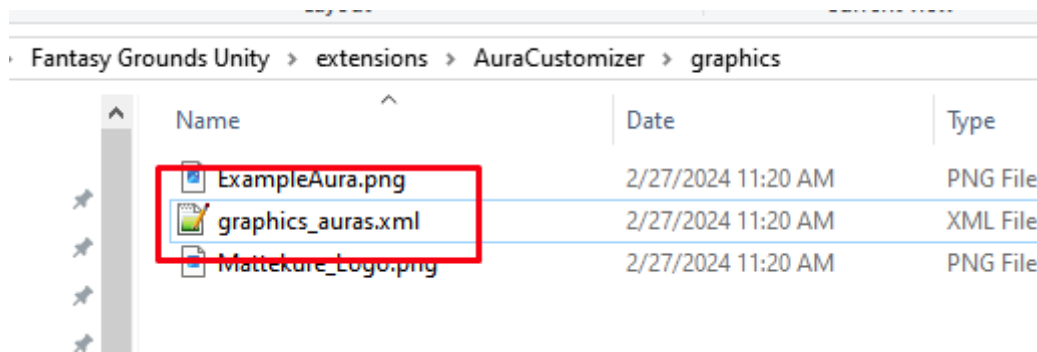 Fantasy Grounds Unity > extensions > AuraCustomizer > graphics
Name Date Type
ExampleAura.png 2/27/2024 11:20 AM PNG File
graphics_auras.xml 2/27/2024 11:20 AM XML File
Mattekure_Logo.png 2/27/2024 11:20 AM PNG File